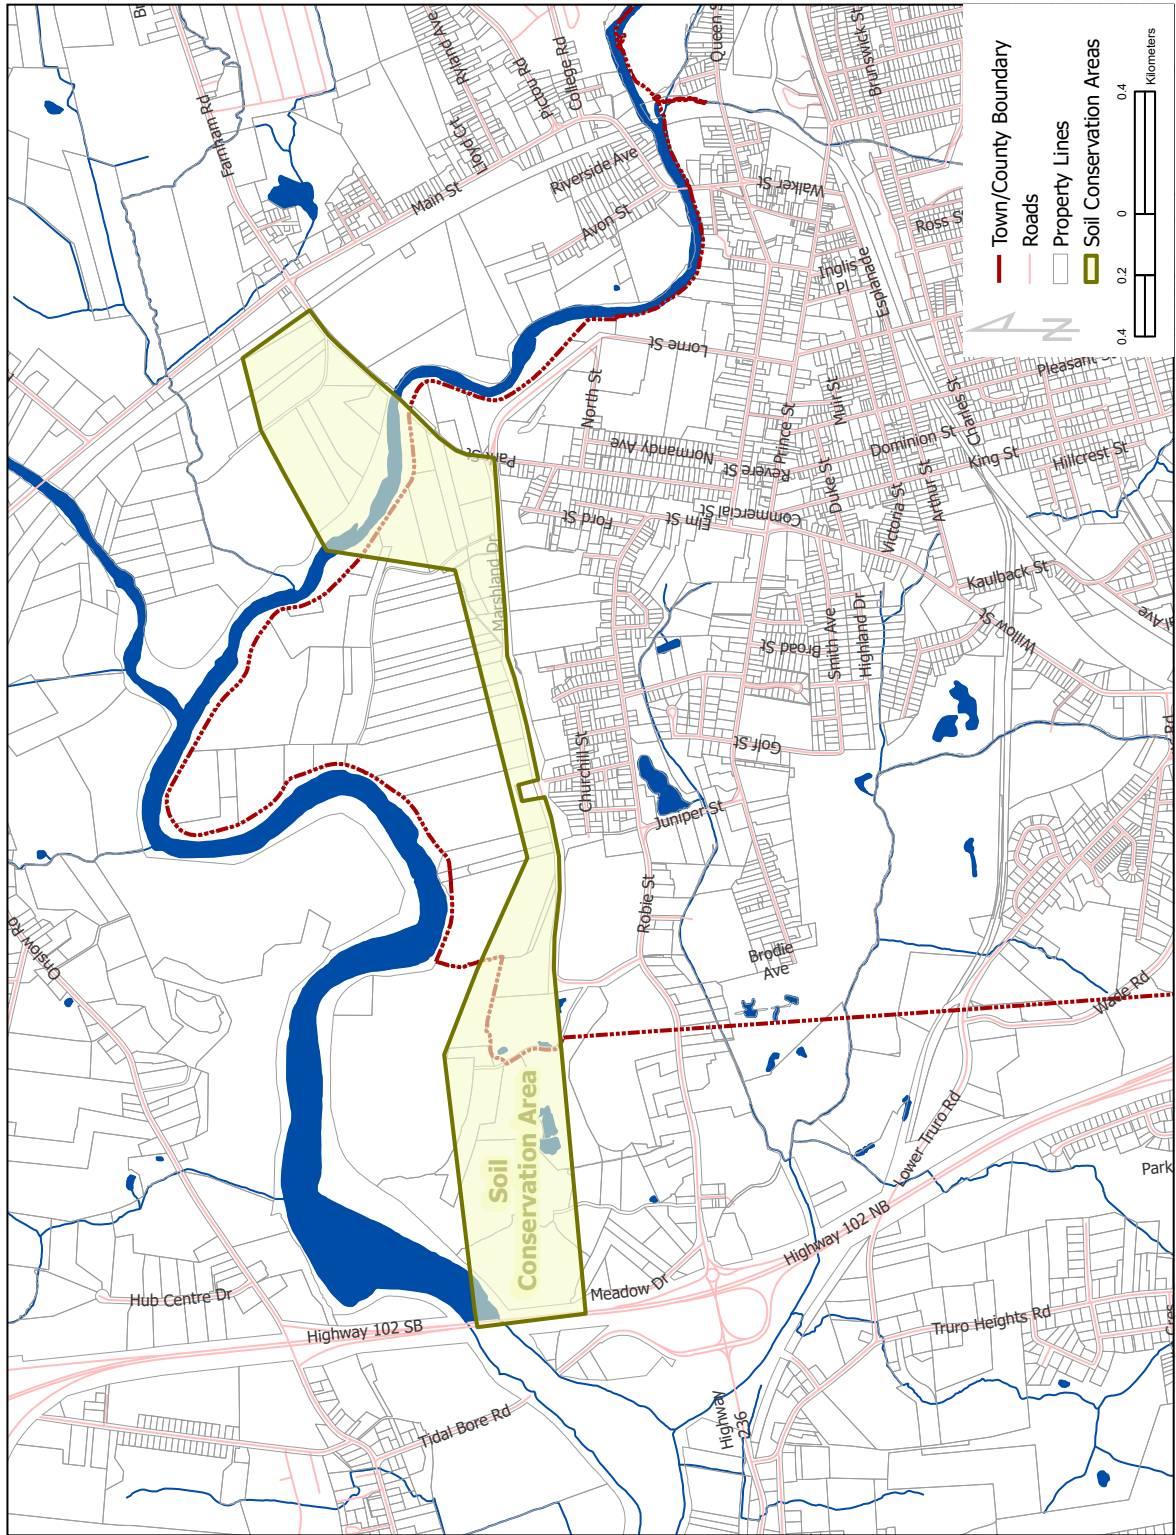 Onslow Rd
Hub Centre Dr
Highway 102 SB
Tidal Bore Rd
Farnham Rd
Ryland Ave
Pictou Rd
College Rd
Lloyd Crt
Main St
Riverside Ave
Avon St
Queen S
Brunswick St
Walker St
Ross S
Inglis
Pl
Esplanade
Lorne St
Pleasant S
North St
Muir St
Prince St
Charles St
Normandy Ave
Dominion St
Park St
Revere St
King St
Hillcrest St
Duke St
Arthur St
Commercial St
Victoria St
Elm St
Ford St
Marshland Dr
Kaulback St
Willow St
Highland Dr
Smith Ave
Broad St
Golf St
Churchill St
Juniper St
Robie St
Brodie
Ave
Wade Rd
Lower Truro Rd
Soil
Conservation Area
Meadow Dr
Highway 102 NB
Park
Truro Heights Rd
Highway
236
Br
al Ave
Rd
Cre
N
Town/County Boundary
Roads
Property Lines
Soil Conservation Areas
0.4
0.2
0
0.4
Kilometers